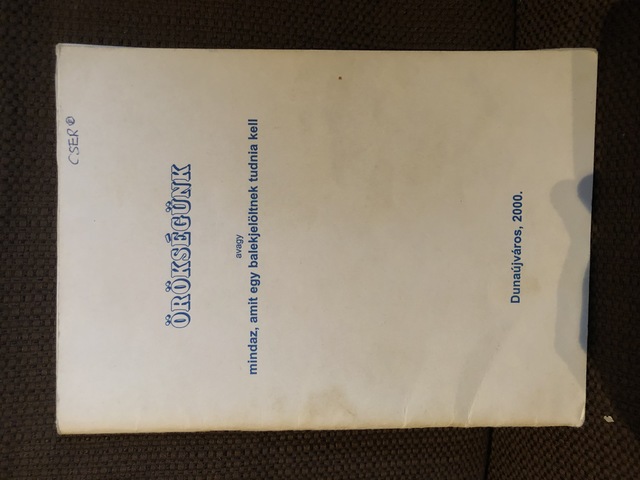 CSER®
ÖRÖKSÉGÜNK
avagy
mindaz, amit egy balekjelöltnek tudnia kell
Dunaújváros, 2000.